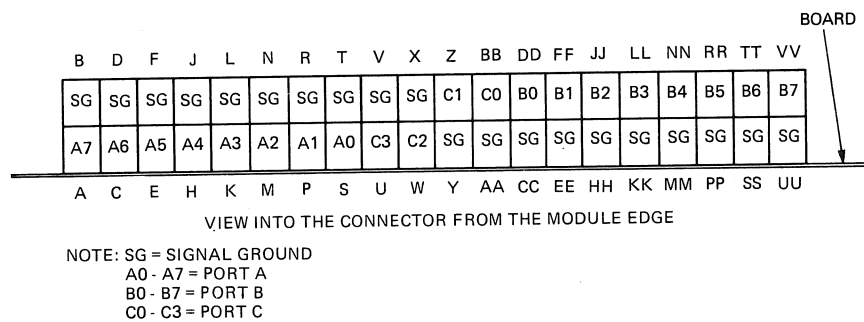 BOARD
B D F J L N R T V X Z BB DD FF JJ LL NN RR TT VV
SG SG SG SG SG SG SG SG SG SG C1 C0 B0 B1 B2 B3 B4 B5 B6 B7
A7 A6 A5 A4 A3 A2 A1 A0 C3 C2 SG SG SG SG SG SG SG SG SG SG
A C E H K M P S U W Y AA CC EE HH KK MM PP SS UU
VIEW INTO THE CONNECTOR FROM THE MODULE EDGE
NOTE: SG = SIGNAL GROUND
A0 - A7 = PORT A
B0 - B7 = PORT B
C0 - C3 = PORT C